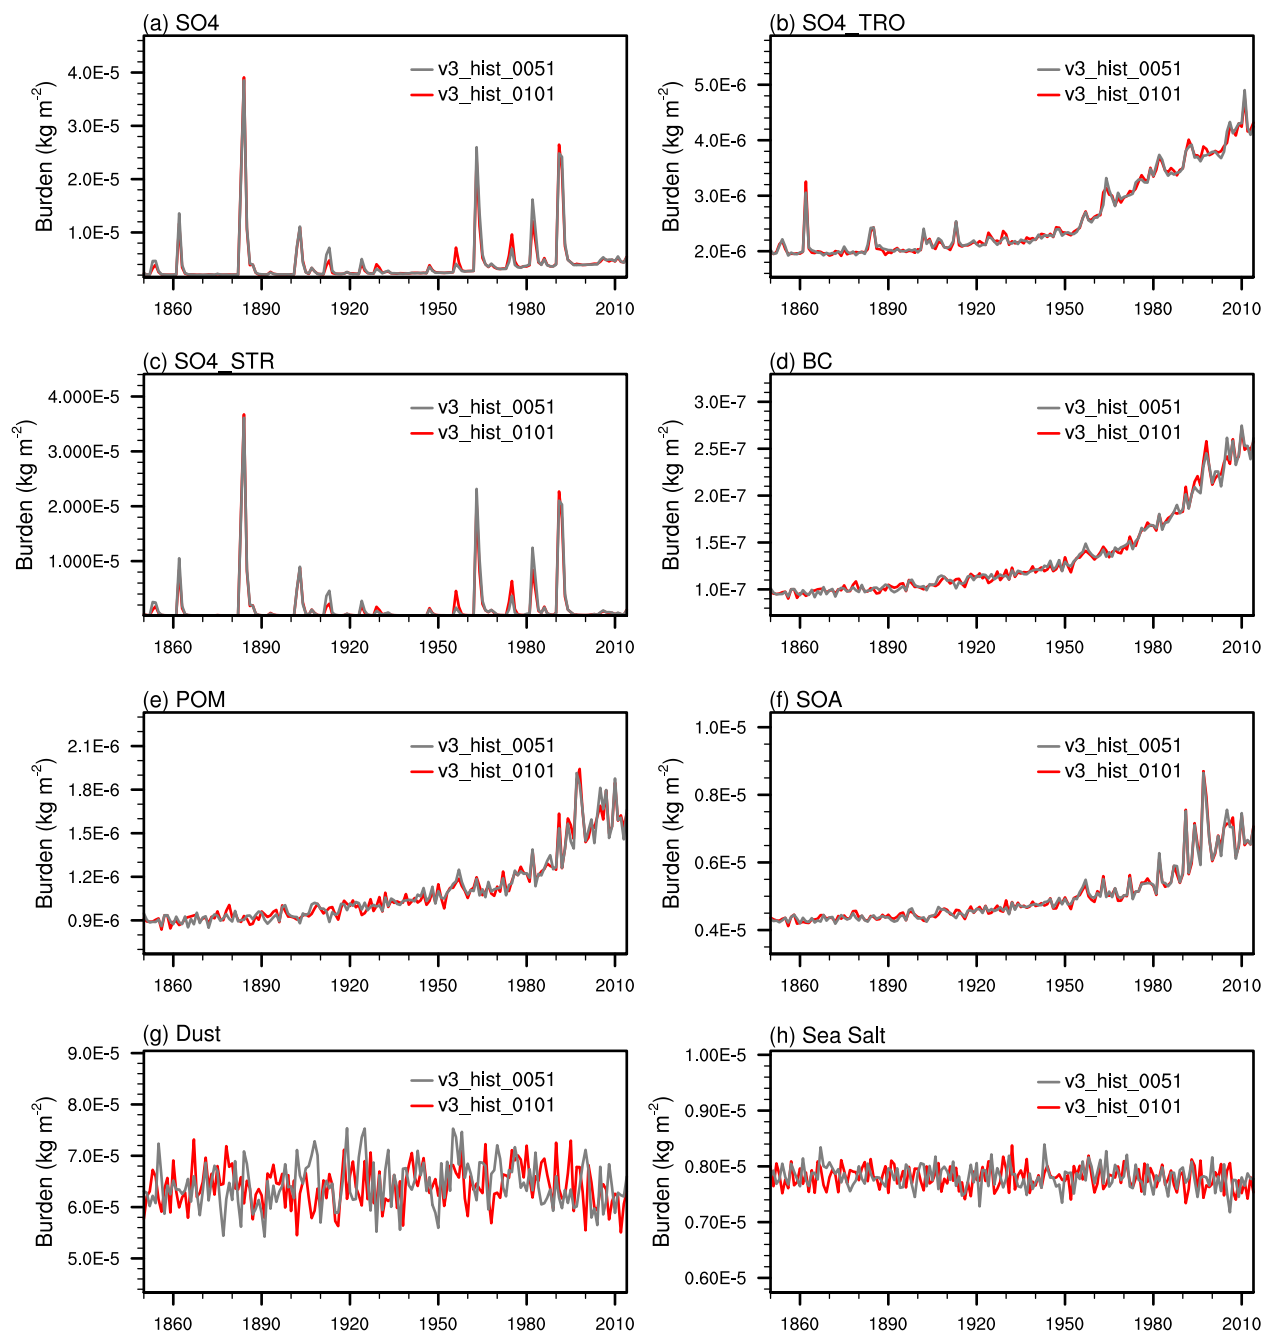 (a) SO4
Burden (kg m-2)
4.0E-5
3.0E-5
2.0E-5
1.0E-5
v3_hist_0051
v3_hist_0101
1860 1890 1920 1950 1980 2010
(b) SO4_TRO
Burden (kg m-2)
5.0E-6
4.0E-6
3.0E-6
2.0E-6
v3_hist_0051
v3_hist_0101
1860 1890 1920 1950 1980 2010
(c) SO4_STR
Burden (kg m-2)
4.000E-5
3.000E-5
2.000E-5
1.000E-5
v3_hist_0051
v3_hist_0101
1860 1890 1920 1950 1980 2010
(d) BC
Burden (kg m-2)
3.0E-7
2.5E-7
2.0E-7
1.5E-7
1.0E-7
v3_hist_0051
v3_hist_0101
1860 1890 1920 1950 1980 2010
(e) POM
Burden (kg m-2)
2.1E-6
1.8E-6
1.5E-6
1.2E-6
0.9E-6
v3_hist_0051
v3_hist_0101
1860 1890 1920 1950 1980 2010
(f) SOA
Burden (kg m-2)
1.0E-5
0.8E-5
0.6E-5
0.4E-5
v3_hist_0051
v3_hist_0101
1860 1890 1920 1950 1980 2010
(g) Dust
Burden (kg m-2)
9.0E-5
8.0E-5
7.0E-5
6.0E-5
5.0E-5
v3_hist_0051
v3_hist_0101
1860 1890 1920 1950 1980 2010
(h) Sea Salt
Burden (kg m-2)
1.00E-5
0.90E-5
0.80E-5
0.70E-5
0.60E-5
v3_hist_0051
v3_hist_0101
1860 1890 1920 1950 1980 2010